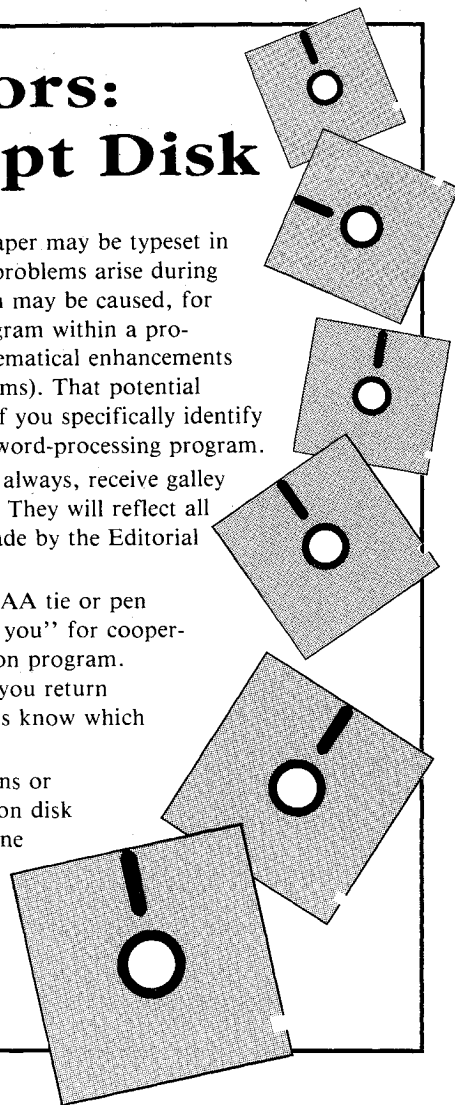 ors:
pt Disk
aper may be typeset in
problems arise during
may be caused, for
gram within a pro-
ematical enhancements
ms). That potential
f you specifically identify
word-processing program.
always, receive galley
They will reflect all
ade by the Editorial
AA tie or pen
you" for cooper-
on program.
you return
s know which
ns or
on disk
ne